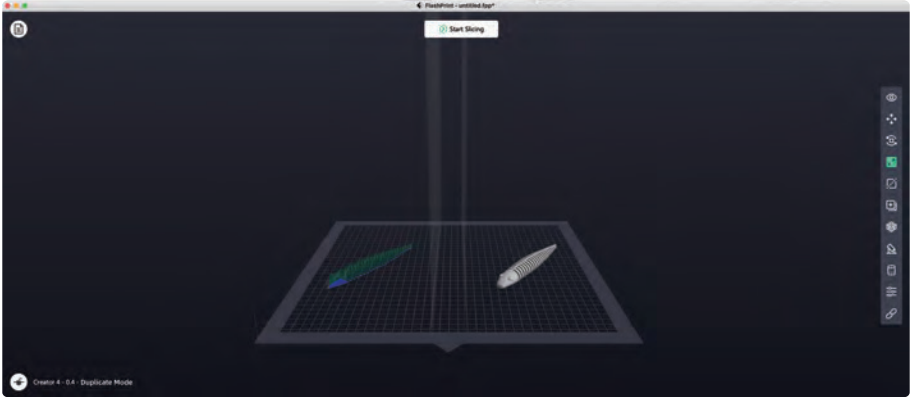 FlashPrint - untitled.fpp*
Start Slicing
Creator 4 - 0.4 - Duplicate Mode